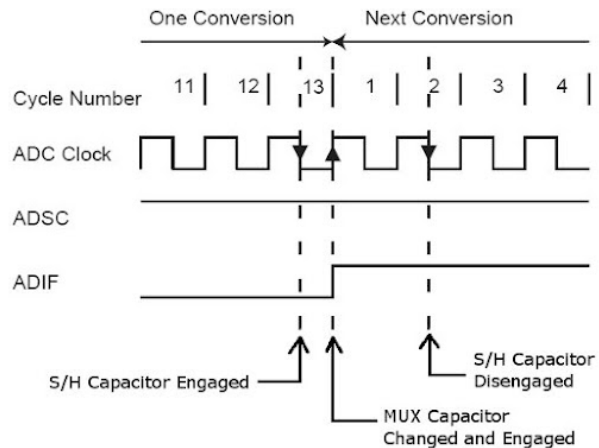 One Conversion Next Conversion
Cycle Number 11 12 13 1 2 3 4
ADC Clock
ADSC
ADIF
S/H Capacitor Engaged
S/H Capacitor
Disengaged
MUX Capacitor
Changed and Engaged